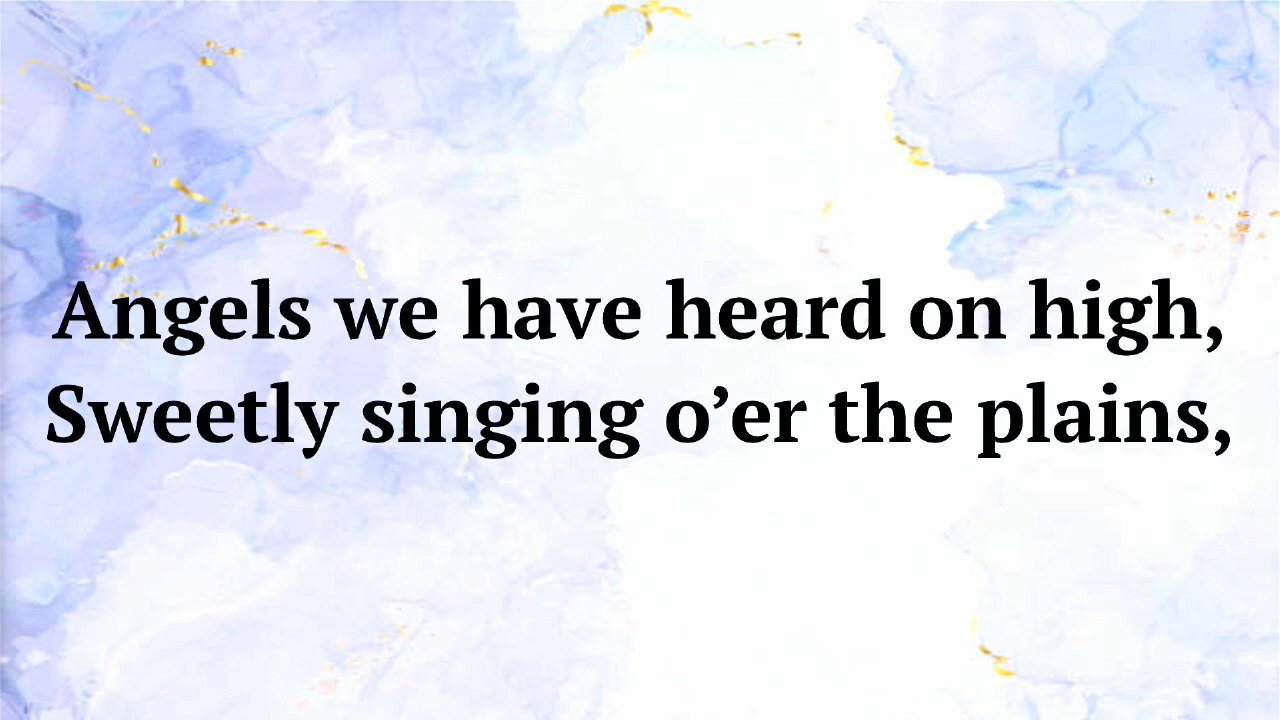 Angels we have heard on high,
Sweetly singing o’er the plains,